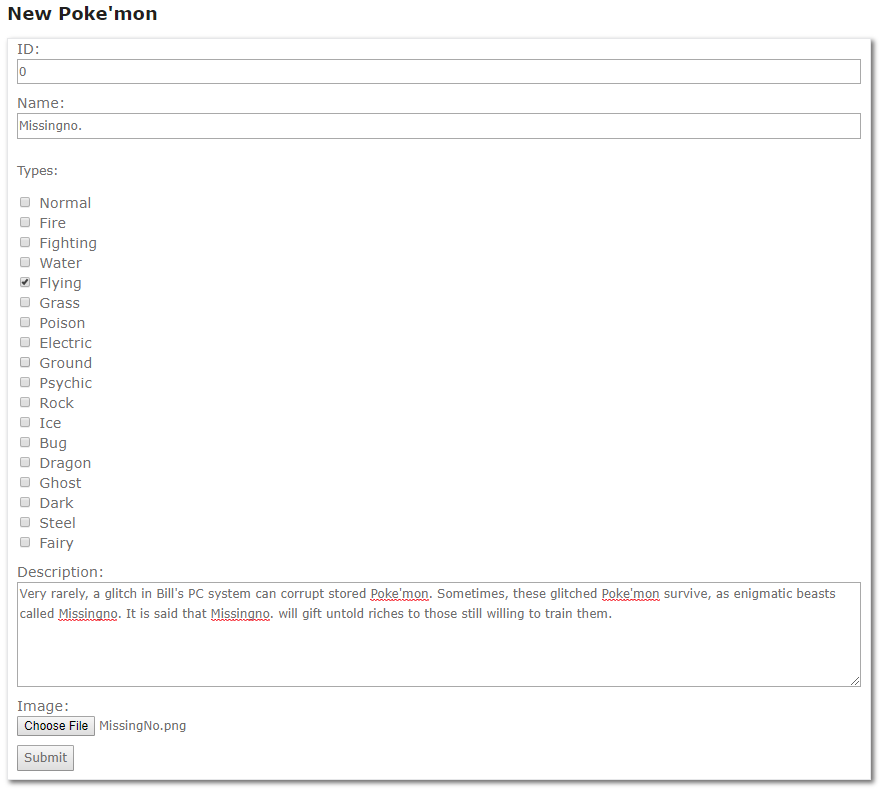 New Poke'mon
ID:
0
Name:
Missingno.
Types:
Normal
Fire
Fighting
Water
Flying
Grass
Poison
Electric
Ground
Psychic
Rock
Ice
Bug
Dragon
Ghost
Dark
Steel
Fairy
Description:
Very rarely, a glitch in Bill's PC system can corrupt stored Poke'mon. Sometimes, these glitched Poke'mon survive, as enigmatic beasts
called Missingno. It is said that Missingno. will gift untold riches to those still willing to train them.
Image:
Choose File MissingNo.png
Submit